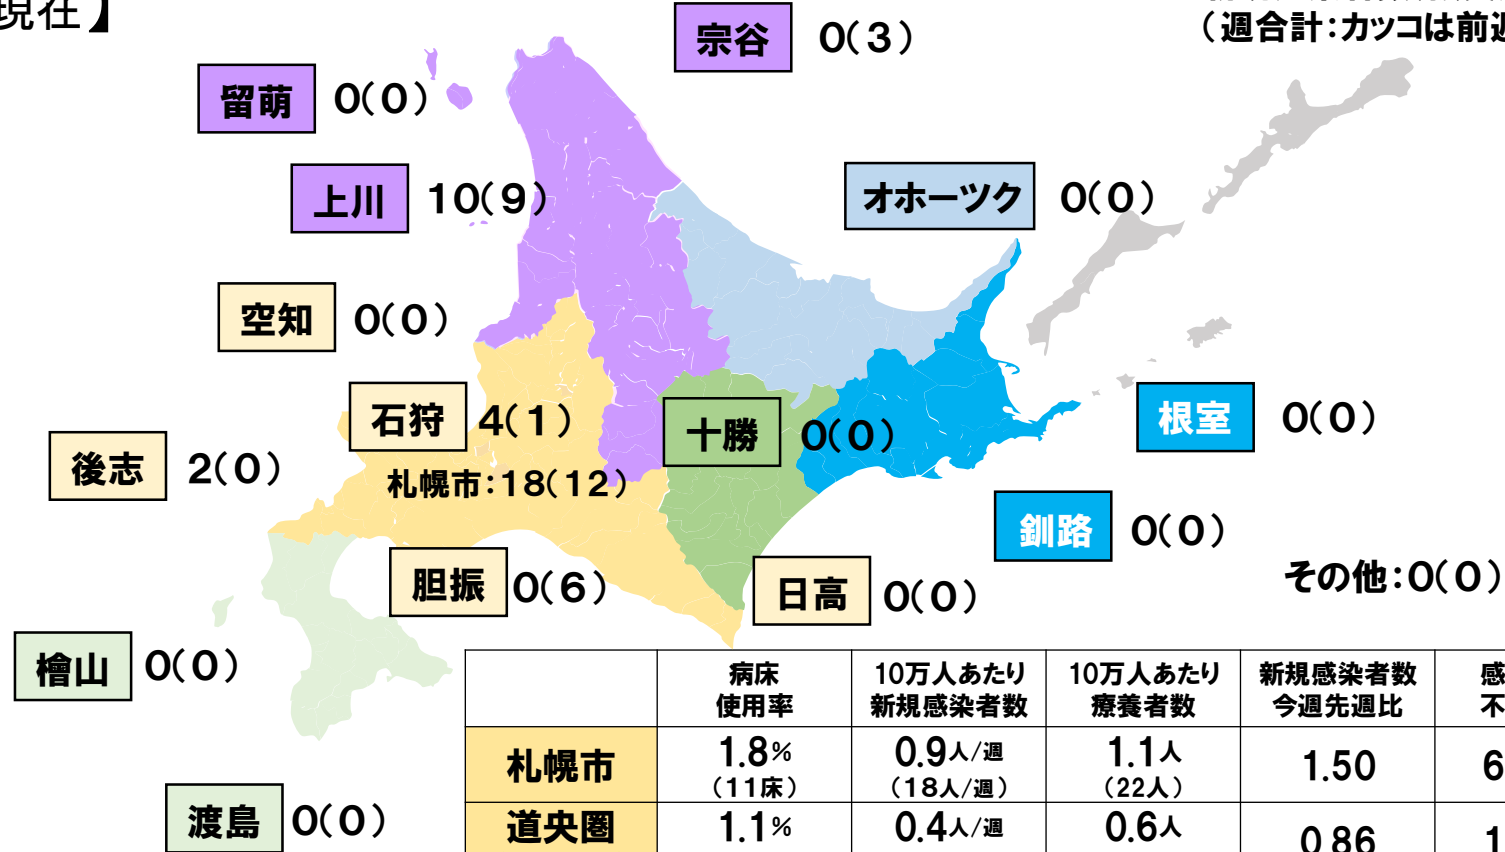 現在】
（週合計：カッコは前週
宗谷 0(3)
留萌 0(0)
上川 10(9)
オホーツク 0(0)
空知 0(0)
石狩 4(1)
十勝 0(0)
根室 0(0)
後志 2(0)
札幌市：18(12)
釧路 0(0)
胆振 0(6)
日高 0(0)
その他：0(0)
檜山 0(0)
渡島 0(0)
病床 10万人あたり 10万人あたり 新規感染者数 感
使用率 新規感染者数 療養者数 今週先週比 不
札幌市 1.8% 0.9人/週 1.1人 1.50 6
（11床） （18人/週） （22人）
道央圏 1.1% 0.4人/週 0.6人 0.86 1